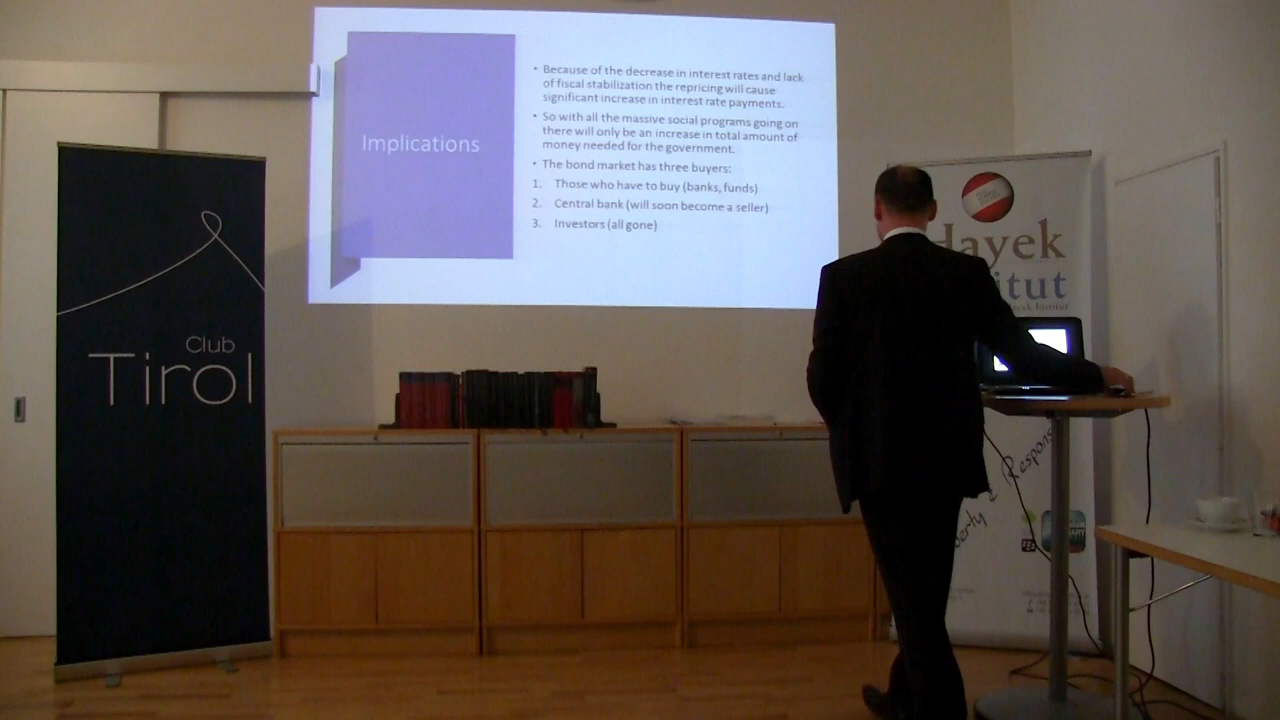 Implications
• Because of the decrease in interest rates and lack
of fiscal stabilization the repricing will cause
significant increase in interest rate payments.
• So with all the massive social programs going on
there will only be an increase in total amount of
money needed for the government.
• The bond market has three buyers:
1. Those who have to buy (banks, funds)
2. Central bank (will soon become a seller)
3. Investors (all gone)
Club
Tirol
Hayek
itut